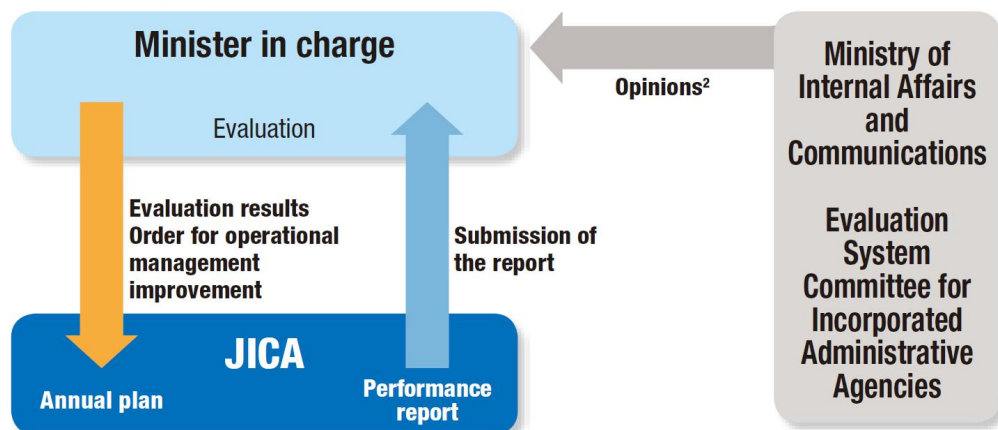 Minister in charge
Evaluation
Opinions²
Ministry of
Internal Affairs
and
Communications
Evaluation
System
Committee for
Incorporated
Administrative
Agencies
Evaluation results
Order for operational
management
improvement
Submission of
the report
JICA
Annual plan
Performance
report